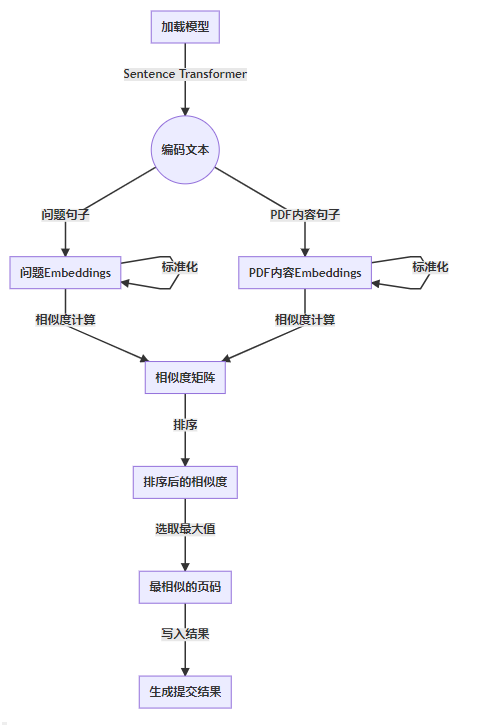 加载模型
Sentence Transformer
编码文本
问题句子
PDF内容句子
问题Embeddings
标准化
PDF内容Embeddings
标准化
相似度计算
相似度计算
相似度矩阵
排序
排序后的相似度
选取最大值
最相似的页码
写入结果
生成提交结果